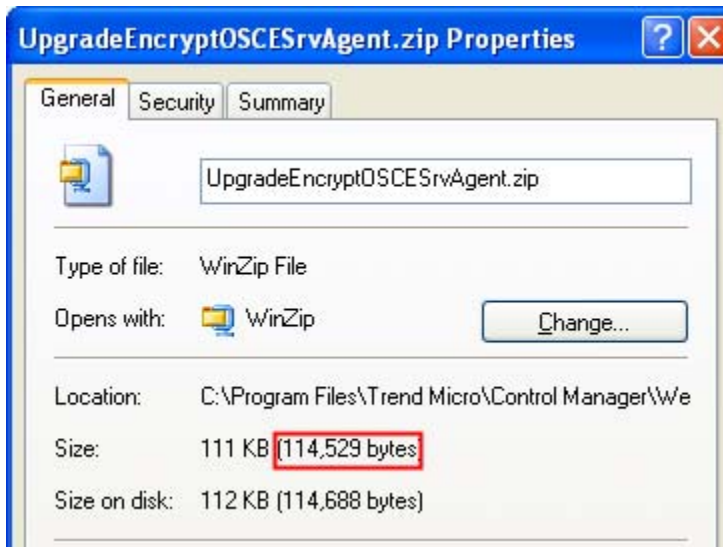 UpgradeEncryptOSCESrvAgent.zip Properties
General Security Summary
UpgradeEncryptOSCESrvAgent.zip
Type of file: WinZip File
Opens with: WinZip Change...
Location: C:\Program Files\Trend Micro\Control Manager\We
Size: 111 KB (114,529 bytes)
Size on disk: 112 KB (114,688 bytes)